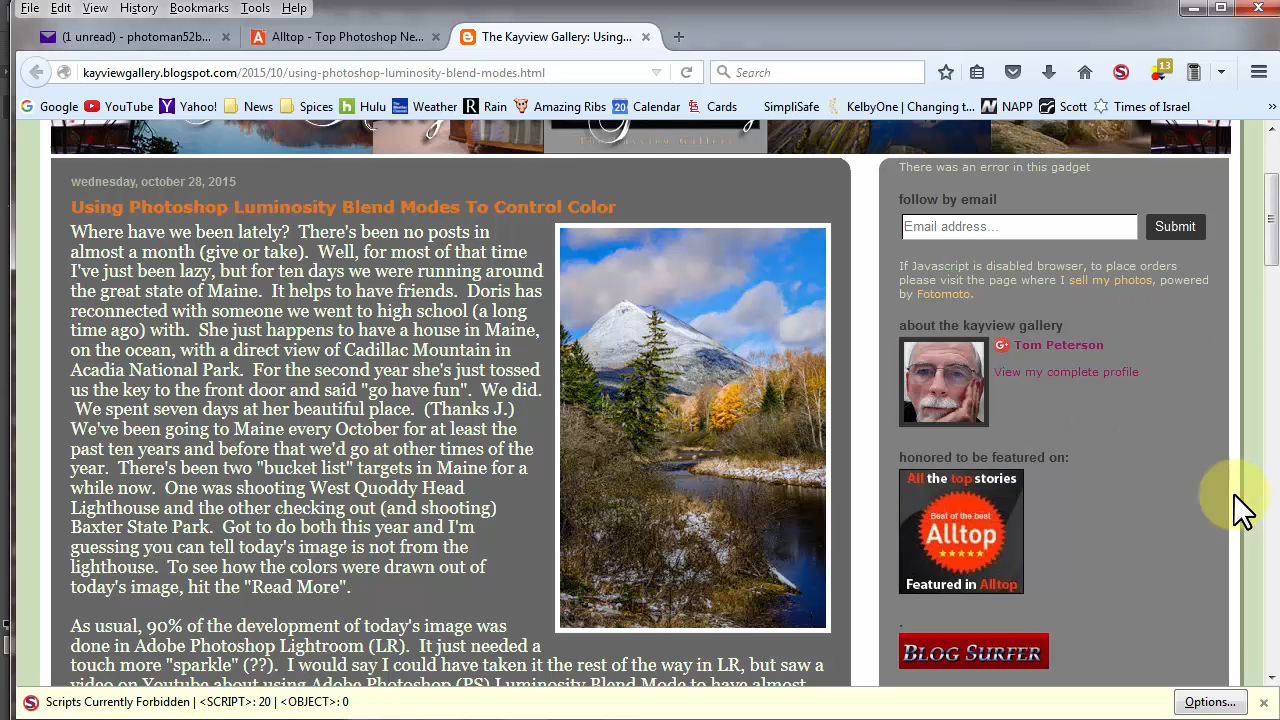 File Edit View History Bookmarks Tools Help
(1 unread) - photoman52b... Alltop - Top Photoshop Ne... The Kayview Gallery: Using...
kayviewgallery.blogspot.com/2015/10/using-photoshop-luminosity-blend-modes.html Search
13
Google YouTube Yahoo! News Spices Hulu Weather Rain Amazing Ribs 20 Calendar Cards SimpliSafe KelbyOne | Changing t... NAPP Scott Times of Israel
wednesday, october 28, 2015
Using Photoshop Luminosity Blend Modes To Control Color
Where have we been lately? There's been no posts in
almost a month (give or take). Well, for most of that time
I've just been lazy, but for ten days we were running around
the great state of Maine. It helps to have friends. Doris has
reconnected with someone we went to high school (a long
time ago) with. She just happens to have a house in Maine,
on the ocean, with a direct view of Cadillac Mountain in
Acadia National Park. For the second year she's just tossed
us the key to the front door and said "go have fun". We did.
We spent seven days at her beautiful place. (Thanks J.)
We've been going to Maine every October for at least the
past ten years and before that we'd go at other times of the
year. There's been two "bucket list" targets in Maine for a
while now. One was shooting West Quoddy Head
Lighthouse and the other checking out (and shooting)
Baxter State Park. Got to do both this year and I'm
guessing you can tell today's image is not from the
lighthouse. To see how the colors were drawn out of
today's image, hit the "Read More".
As usual, 90% of the development of today's image was
done in Adobe Photoshop Lightroom (LR). It just needed a
touch more "sparkle" (??). I would say I could have taken it the rest of the way in LR, but saw a
video on Youtube about using Adobe Photoshop (PS) Luminosity Blend Mode to have almost
There was an error in this gadget
follow by email
Email address... Submit
If Javascript is disabled browser, to place orders
please visit the page where I sell my photos, powered
by Fotomoto.
about the kayview gallery
Tom Peterson
View my complete profile
honored to be featured on:
All the top stories
Best of the best
Alltop
Featured in Alltop
.
BLOG SURFER
Scripts Currently Forbidden | <SCRIPT>: 20 | <OBJECT>: 0 Options...